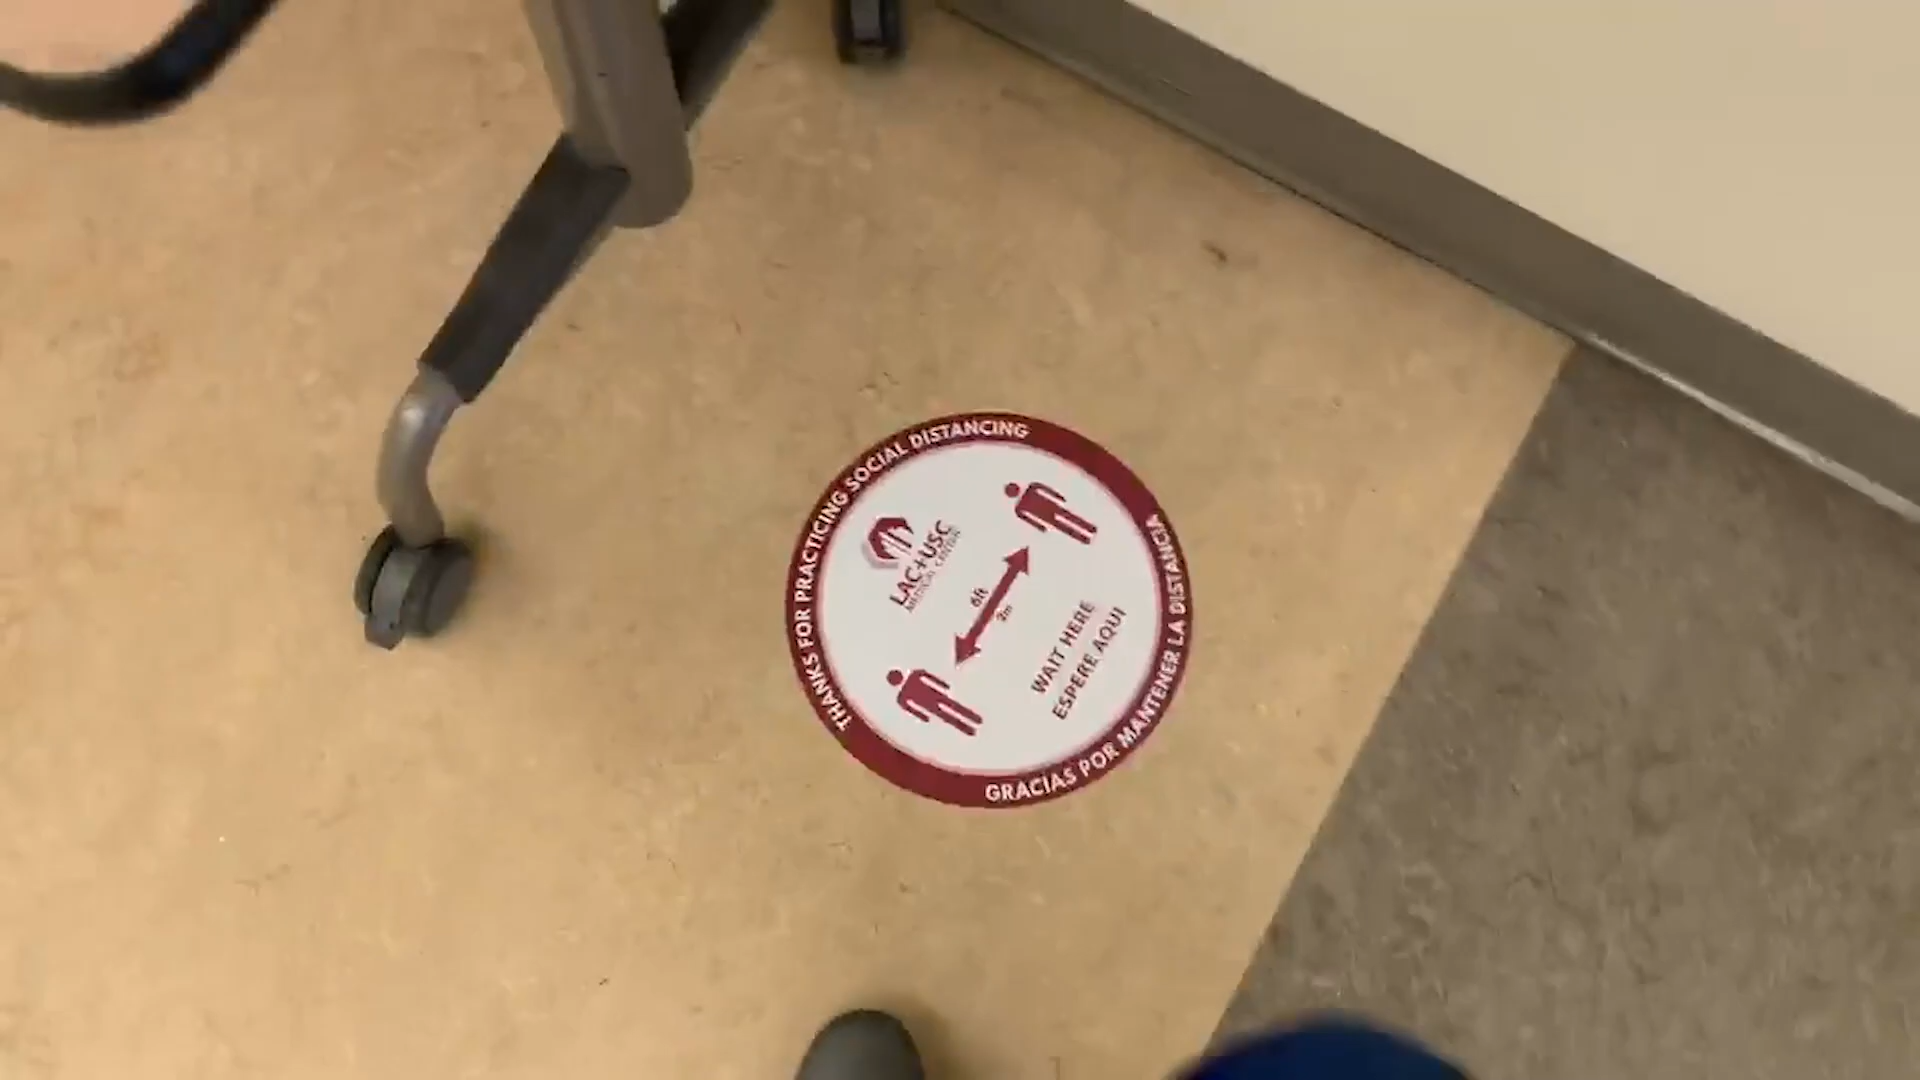 THANKS FOR PRACTICING SOCIAL DISTANCING
LAC+USC
MEDICAL CENTER
6ft
2m
WAIT HERE
ESPERE AQUI
GRACIAS POR MANTENER LA DISTANCIA